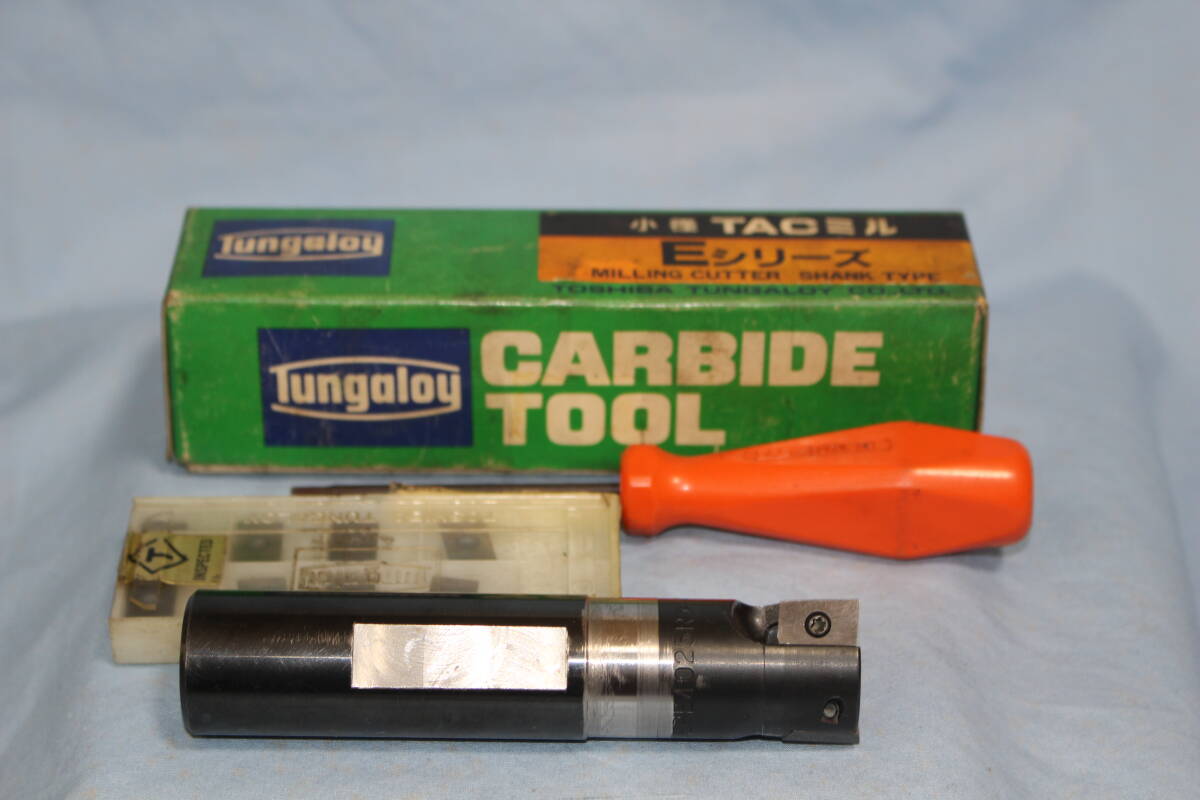 Tungaloy
小径 TACミル
Eシリーズ
MILLING CUTTER SHANK TYPE
TOSHIBA TUNGALOY CO.,LTD.
Tungaloy
CARBIDE
TOOL
T
INSPECTED